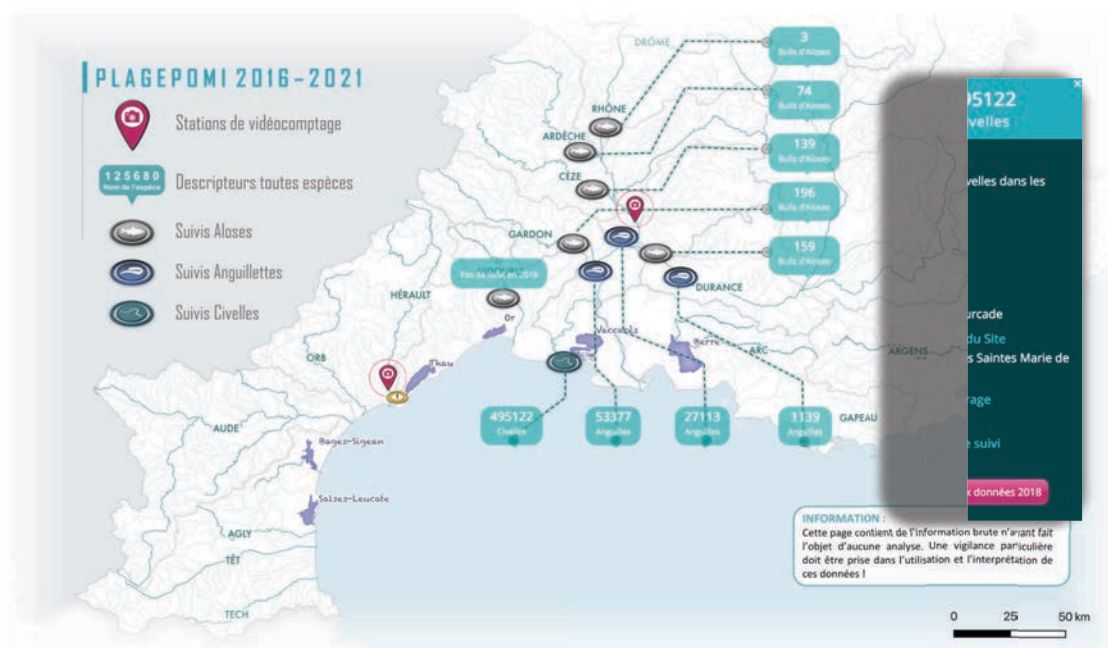 PLAGEPOMI 2016-2021
Stations de vidéocomptage
125680
Nom de l'espèce
Descripteurs toutes espèces
Suivis Aloses
Suivis Anguillettes
Suivis Civelles
DRÔME
RHÔNE
ARDÈCHE
CÈZE
GARDON
DURANCE
HÉRAULT
ORB
AUDE
AGLY
TÊT
TECH
ARC
ARGENS
GAPEAU
Or
Thau
Vaccarès
Berre
Bages-Sigean
Salses-Leucate
3
Bulls d'Aloses
74
Bulls d'Aloses
139
Bulls d'Aloses
196
Bulls d'Aloses
159
Bulls d'Aloses
Pas de suivi en 2018
495122
Civelles
53377
Anguilles
27113
Anguilles
1139
Anguilles
95122
velles
velles dans les
urcade
du Site
s Saintes Marie de
rage
e suivi
x données 2018
INFORMATION :
Cette page contient de l'information brute n'ayant fait
l'objet d'aucune analyse. Une vigilance particulière
doit être prise dans l'utilisation et l'interprétation de
ces données !
0 25 50 km